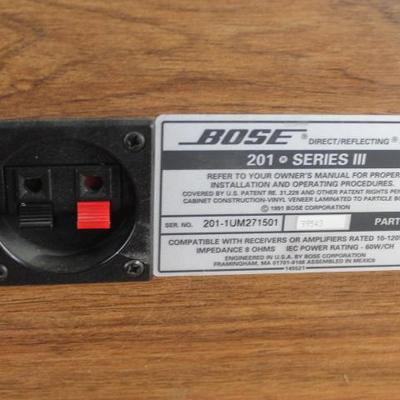 BOSE® DIRECT/REFLECTING®
201 SERIES III
REFER TO YOUR OWNER'S MANUAL FOR PROPER
INSTALLATION AND OPERATING PROCEDURES.
COVERED BY U.S. PATENT RE. 31,228 AND OTHER PATENT RIGHTS
CABINET CONSTRUCTION-VINYL VENEER LAMINATED TO PARTICLE
© 1991 BOSE CORPORATION
SER. NO. 201-1UM271501 PART
COMPATIBLE WITH RECEIVERS OR AMPLIFIERS RATED 10-120
IMPEDANCE 8 OHMS IEC POWER RATING - 60W/CH
ENGINEERED IN U.S.A. BY BOSE CORPORATION
FRAMINGHAM, MA 01701-9168 ASSEMBLED IN MEXICO
145521